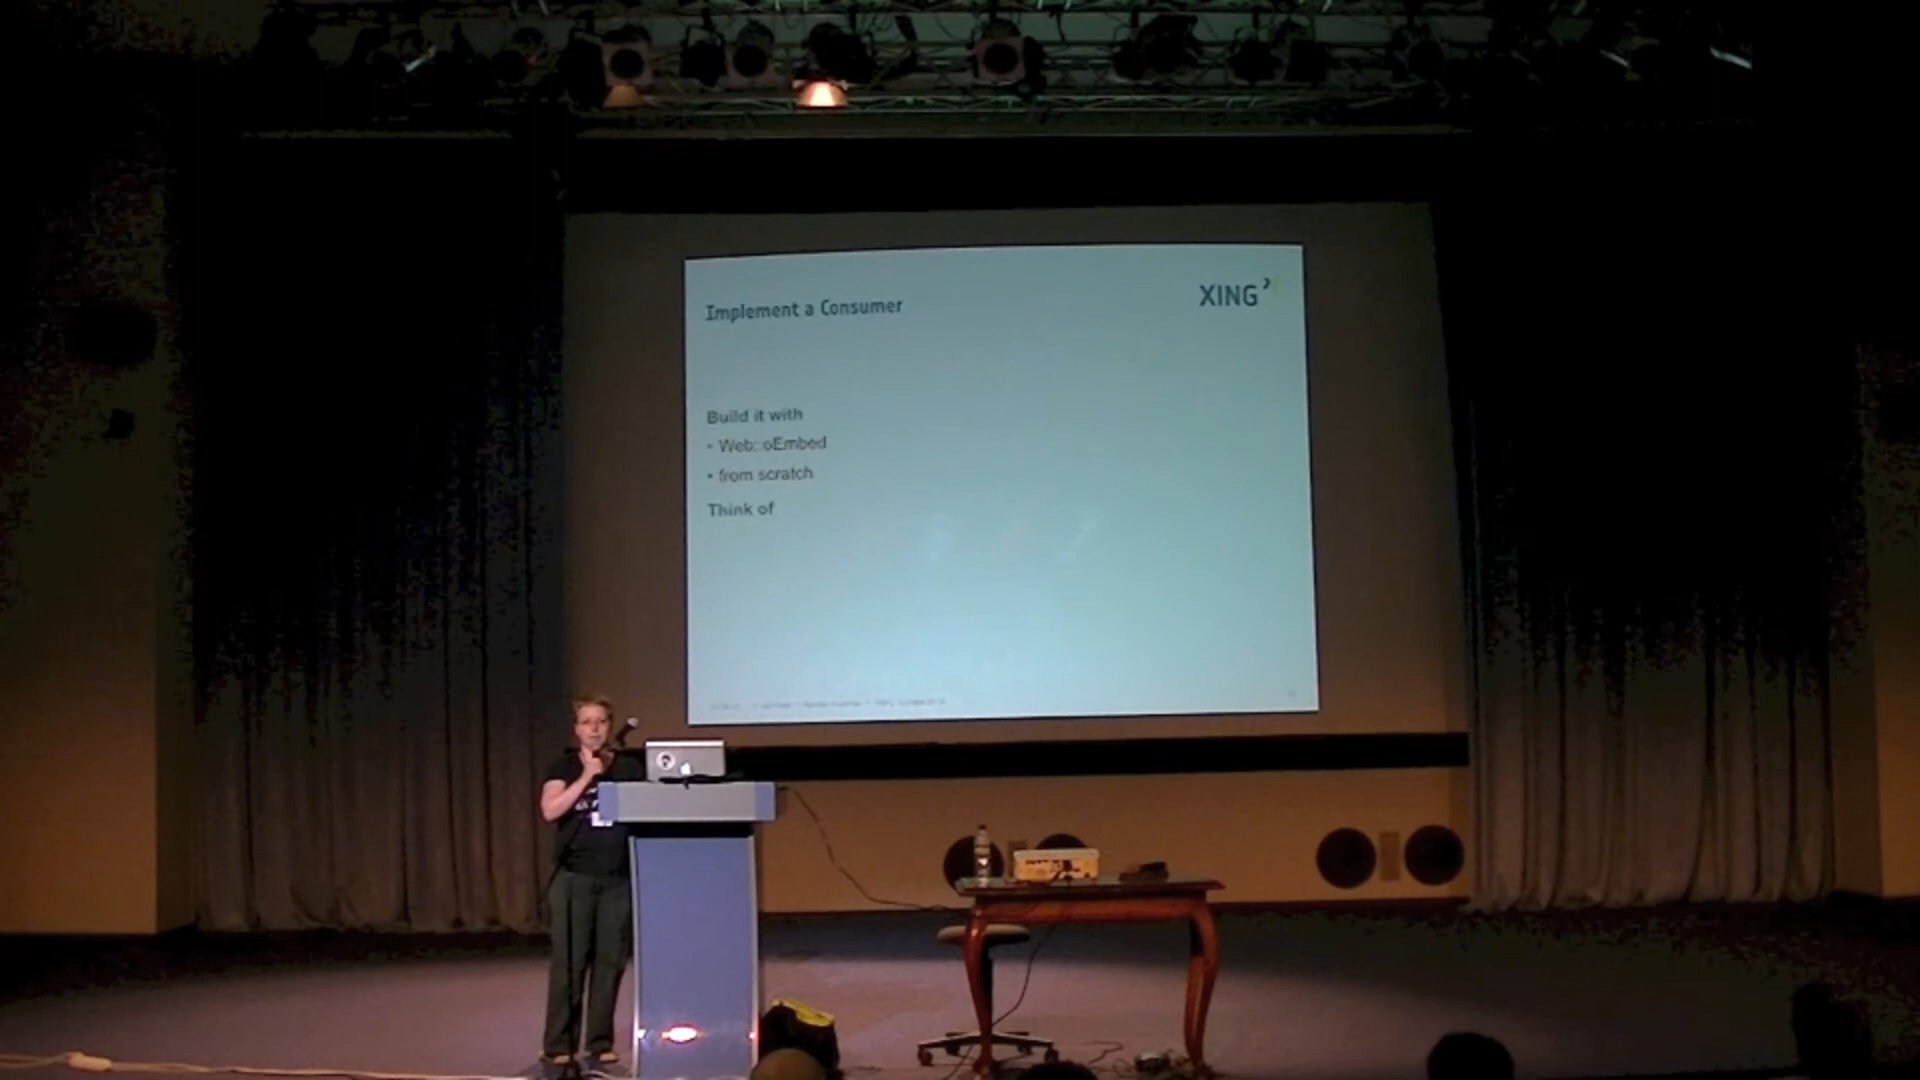 Implement a Consumer
XING
Build it with
- Web::oEmbed
• from scratch
Think of